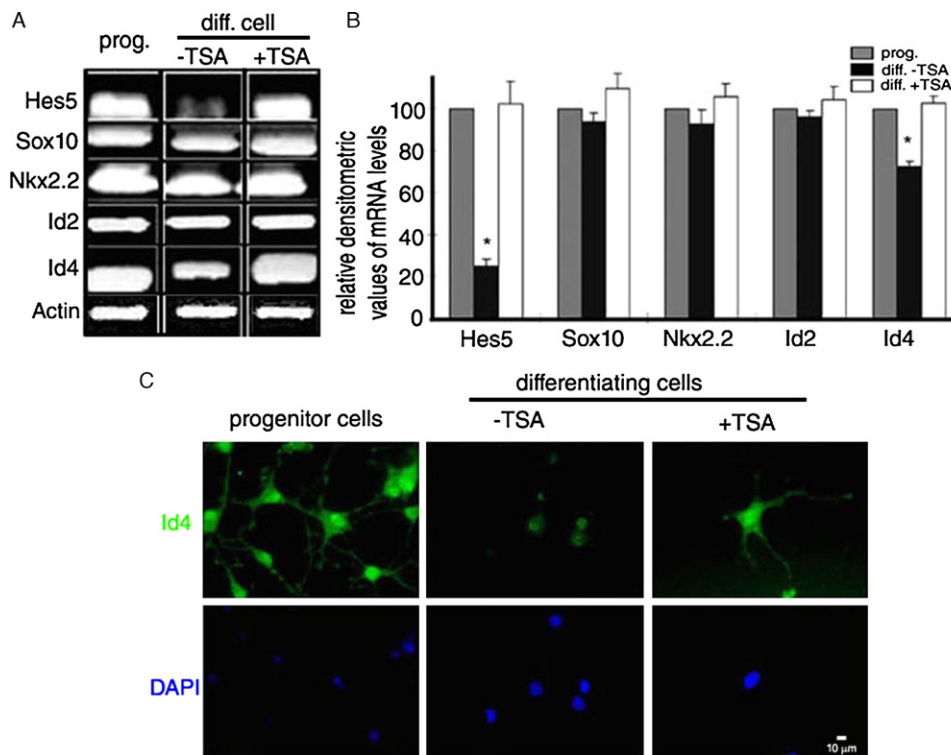 A
prog.
diff. cell
-TSA
+TSA
Hes5
Sox10
Nkx2.2
Id2
Id4
Actin
B
prog.
diff. -TSA
diff. +TSA
relative densitometric
values of mRNA levels
100
80
60
40
20
0
*
*
Hes5
Sox10
Nkx2.2
Id2
Id4
C
differentiating cells
progenitor cells
-TSA
+TSA
Id4
DAPI
10 µm